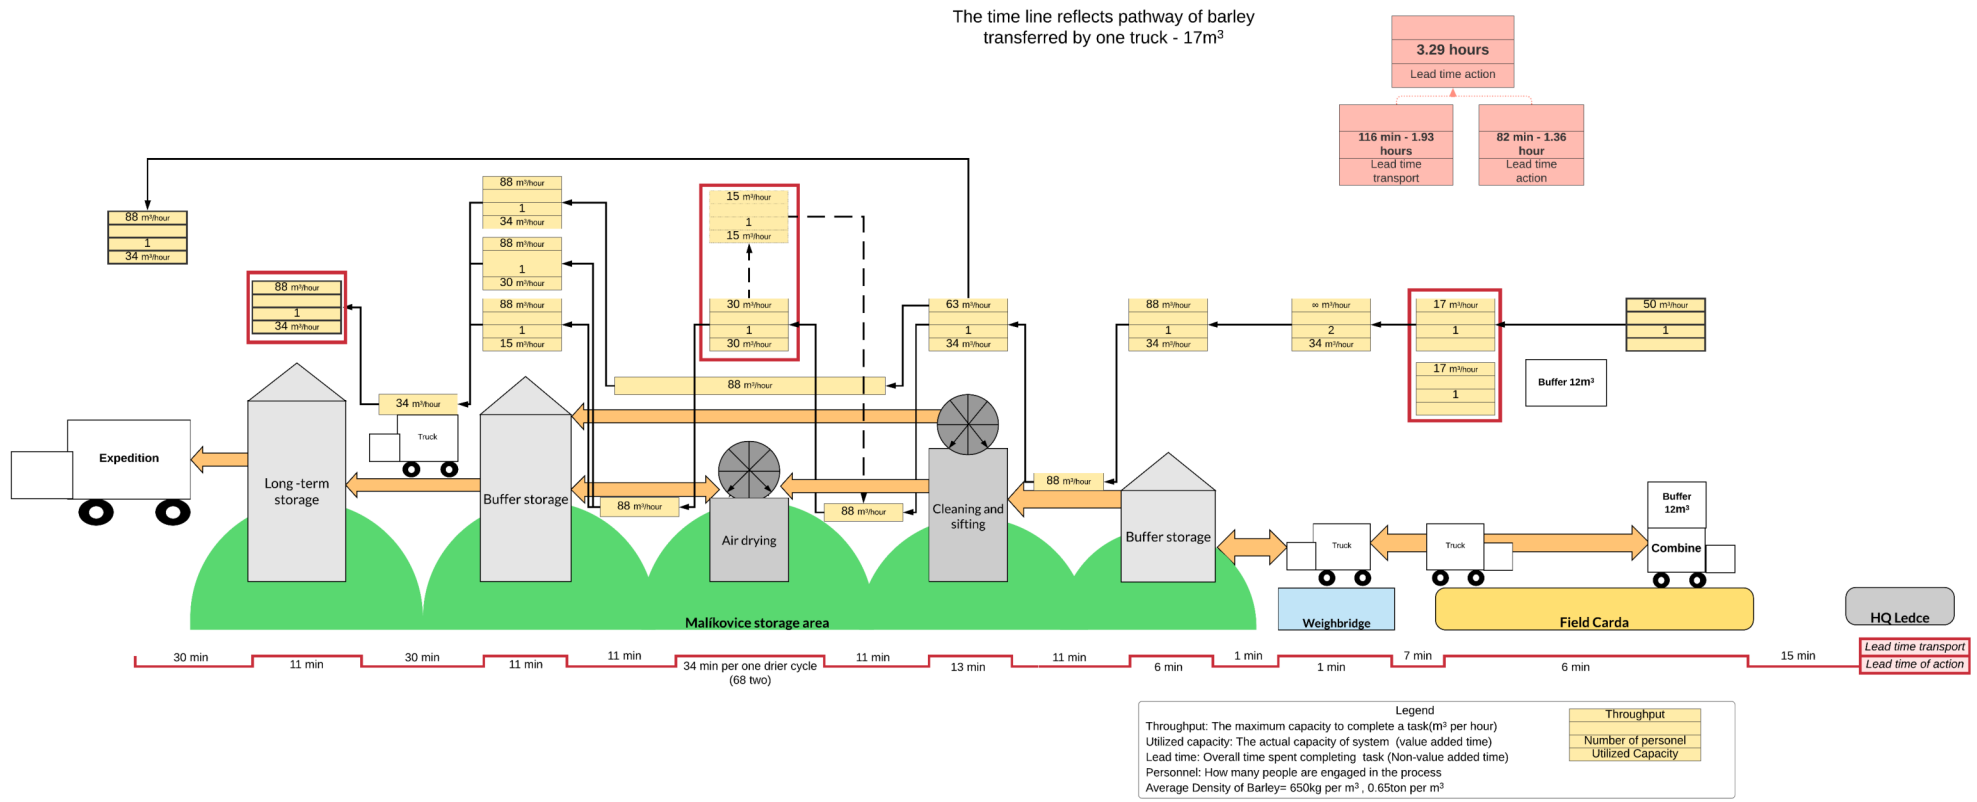 The time line reflects pathway of barley
transferred by one truck - 17m³
3.29 hours
Lead time action
116 min - 1.93
hours
Lead time
transport
82 min - 1.36
hour
Lead time
action
88 m³/hour
1
34 m³/hour
88 m³/hour
1
34 m³/hour
88 m³/hour
1
34 m³/hour
88 m³/hour
1
30 m³/hour
88 m³/hour
1
15 m³/hour
15 m³/hour
1
15 m³/hour
30 m³/hour
1
30 m³/hour
63 m³/hour
1
34 m³/hour
88 m³/hour
1
34 m³/hour
∞ m³/hour
2
34 m³/hour
17 m³/hour
1
17 m³/hour
1
50 m³/hour
1
Buffer 12m³
88 m³/hour
34 m³/hour
88 m³/hour
88 m³/hour
88 m³/hour
Expedition
Long -term
storage
Truck
Buffer storage
Air drying
Cleaning and
sifting
Buffer storage
Truck
Truck
Buffer
12m³
Combine
Malíkovice storage area
Weighbridge
Field Carda
HQ Ledce
30 min
11 min
30 min
11 min
11 min
34 min per one drier cycle
(68 two)
11 min
13 min
11 min
6 min
1 min
1 min
7 min
6 min
15 min
Lead time transport
Lead time of action
Legend
Throughput: The maximum capacity to complete a task(m³ per hour)
Utilized capacity: The actual capacity of system (value added time)
Lead time: Overall time spent completing task (Non-value added time)
Personnel: How many people are engaged in the process
Average Density of Barley= 650kg per m³ , 0.65ton per m³
Throughput
Number of personel
Utilized Capacity